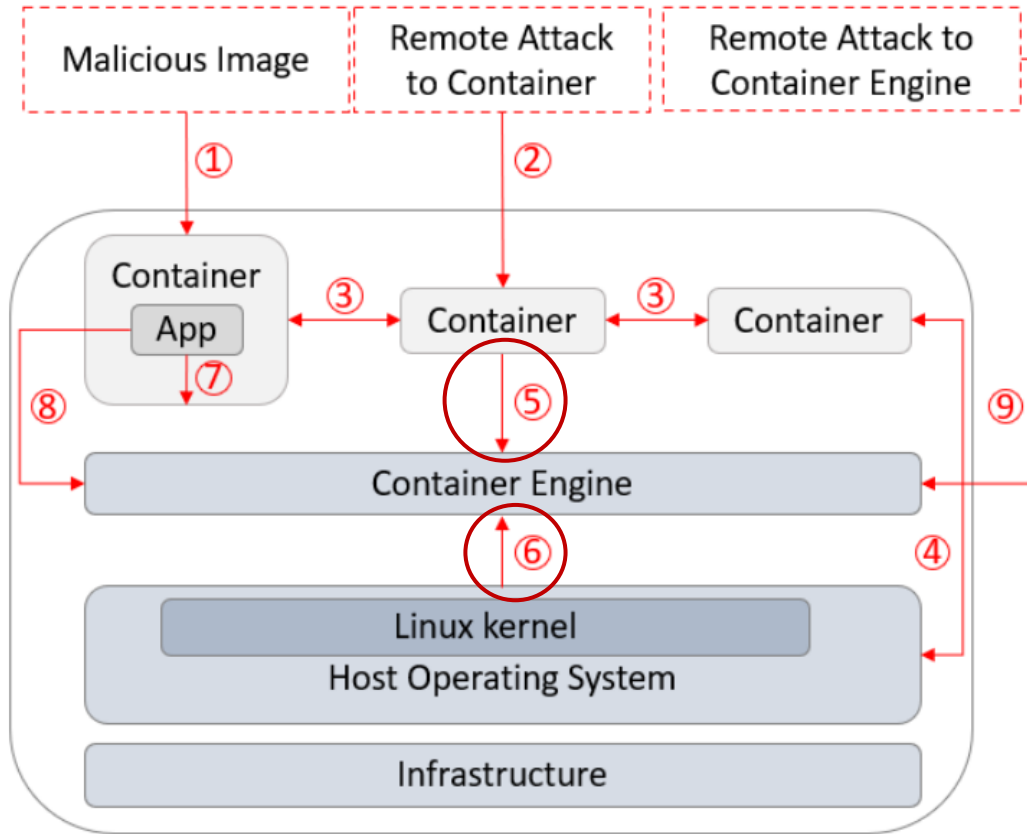 Malicious Image
Remote Attack
to Container
Remote Attack to
Container Engine
①
②
Container
App
③
Container
③
Container
⑦
⑧
⑤
⑨
Container Engine
⑥
④
Linux kernel
Host Operating System
Infrastructure